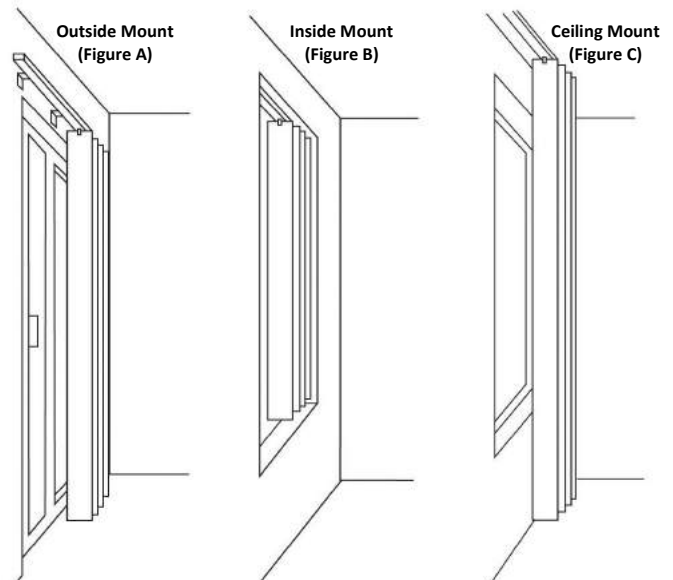 Outside Mount
(Figure A)
Inside Mount
(Figure B)
Ceiling Mount
(Figure C)